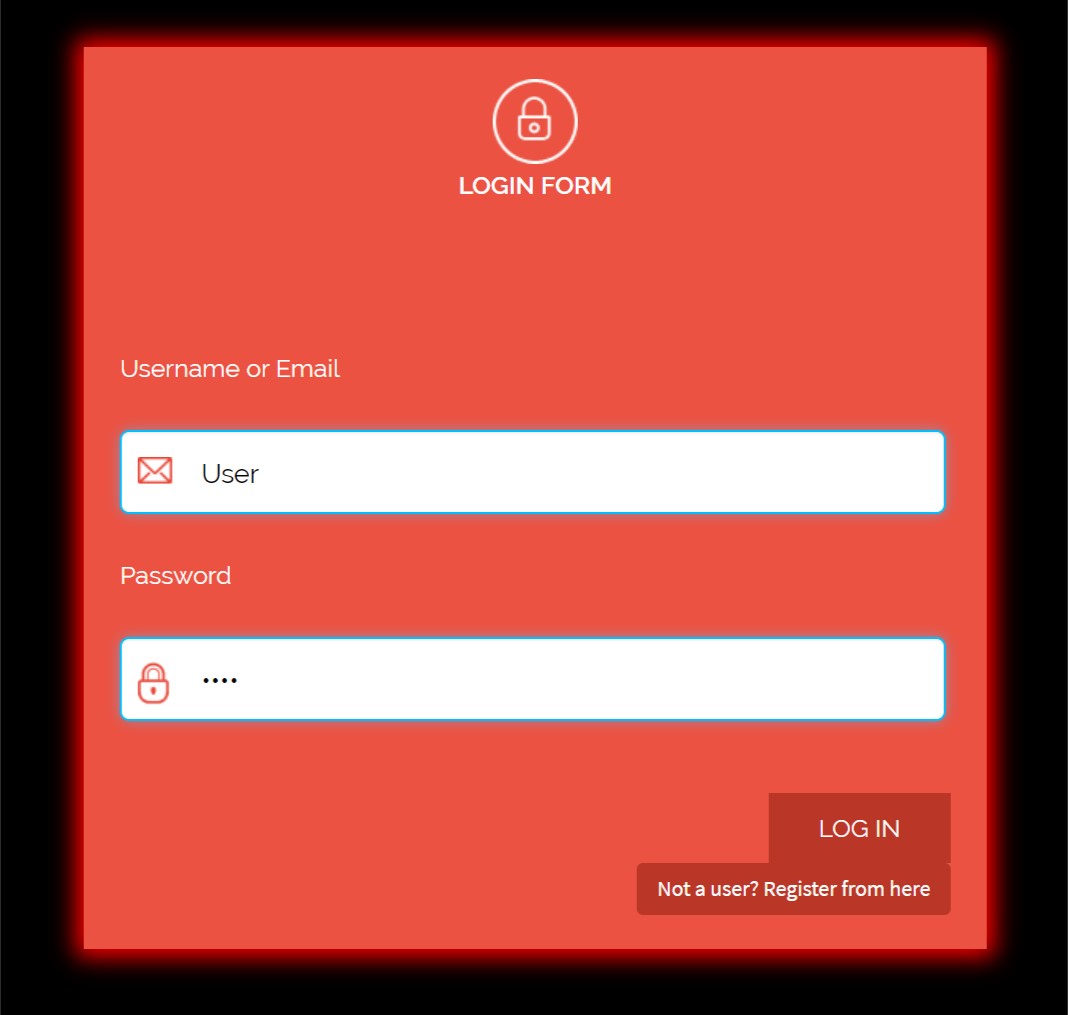 LOGIN FORM
Username or Email
User
Password
••••
LOG IN
Not a user? Register from here